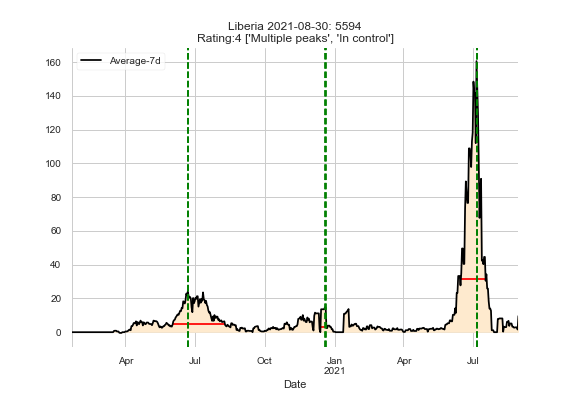 Liberia 2021-08-30: 5594
Rating:4 ['Multiple peaks', 'In control']
Average-7d
160
140
120
100
80
60
40
20
0
Apr
Jul
Oct
Jan
2021
Apr
Jul
Date